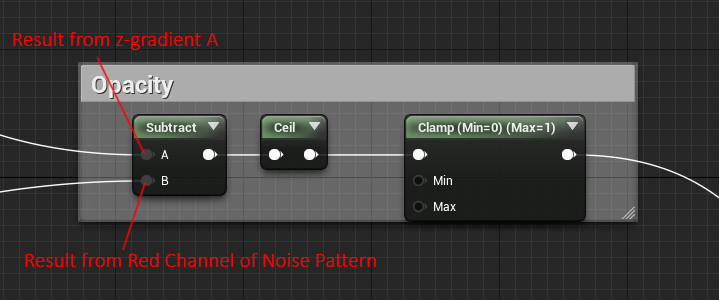 Result from z-gradient A
Opacity
Subtract
Ceil
Clamp (Min=0) (Max=1)
A
B
Min
Max
Result from Red Channel of Noise Pattern